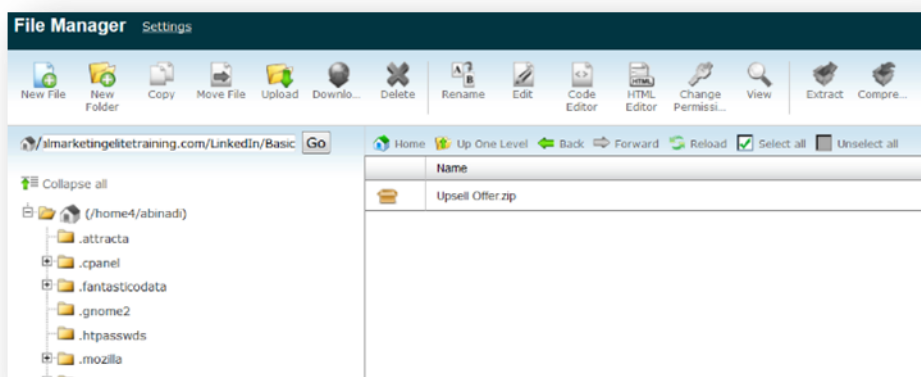 File Manager Settings
New File New Folder Copy Move File Upload Downlo... Delete Rename Edit Code Editor HTML Editor Change Permissi... View Extract Compre...
/almarketingelitetraining.com/LinkedIn/Basic Go
Home Up One Level Back Forward Reload Select all Unselect all
Collapse all
Name
(/home4/abinadi)
Upsell Offer.zip
.attracta
.cpanel
.fantasticodata
.gnome2
.htpasswds
.mozilla